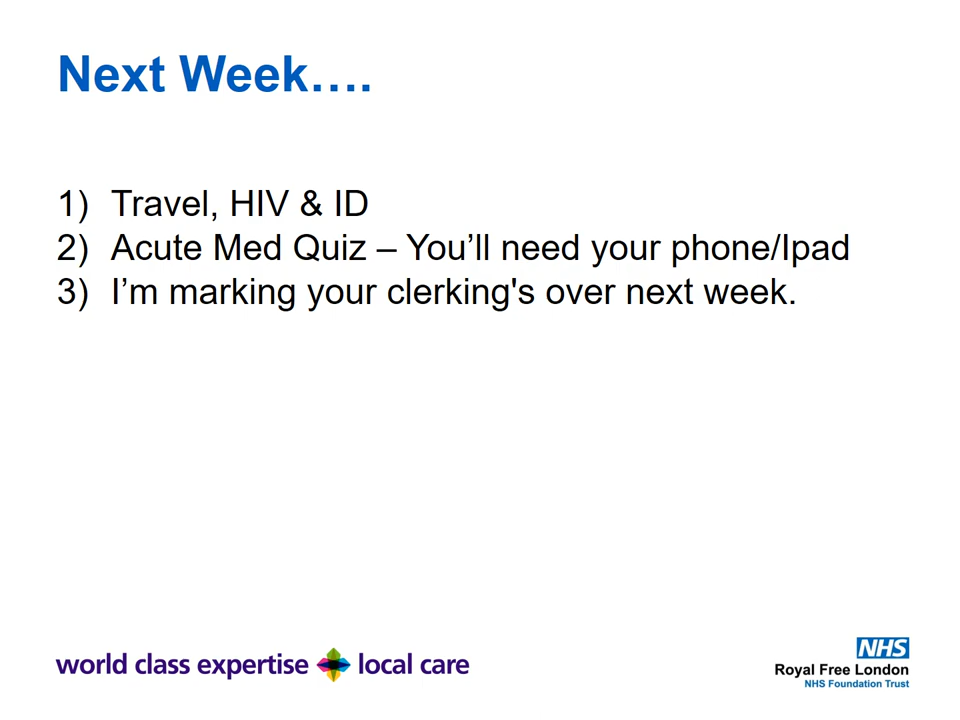 Next Week….
1) Travel, HIV & ID
2) Acute Med Quiz – You’ll need your phone/Ipad
3) I’m marking your clerking's over next week.
world class expertise local care
NHS
Royal Free London
NHS Foundation Trust